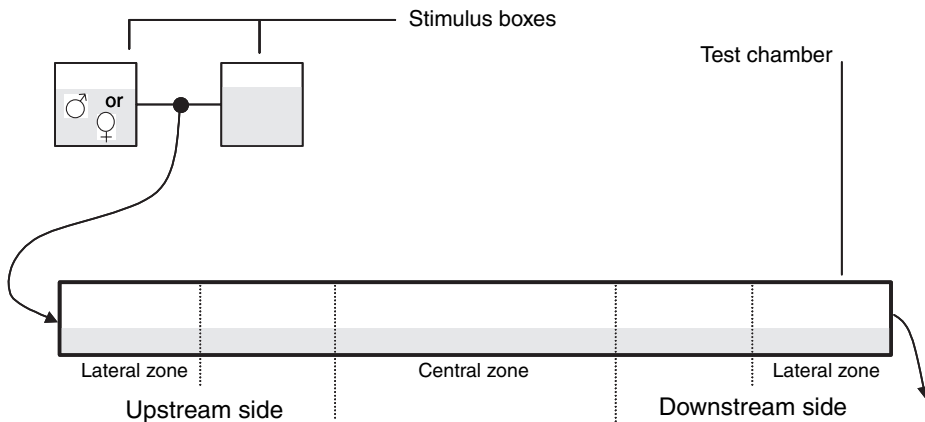 Stimulus boxes
Test chamber
or
Lateral zone
Central zone
Lateral zone
Upstream side
Downstream side